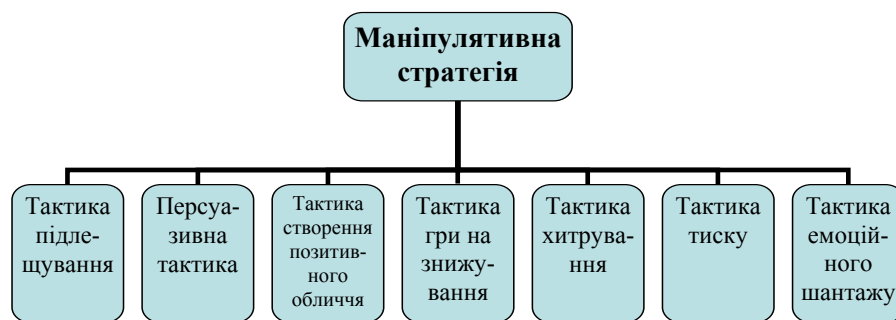 Маніпулятивна
стратегія
Тактика
підле-
щування
Персуа-
зивна
тактика
Тактика
створення
позитив-
ного
обличчя
Тактика
гри на
знижу-
вання
Тактика
хитрува-
ння
Тактика
тиску
Тактика
емоцій-
ного
шантажу